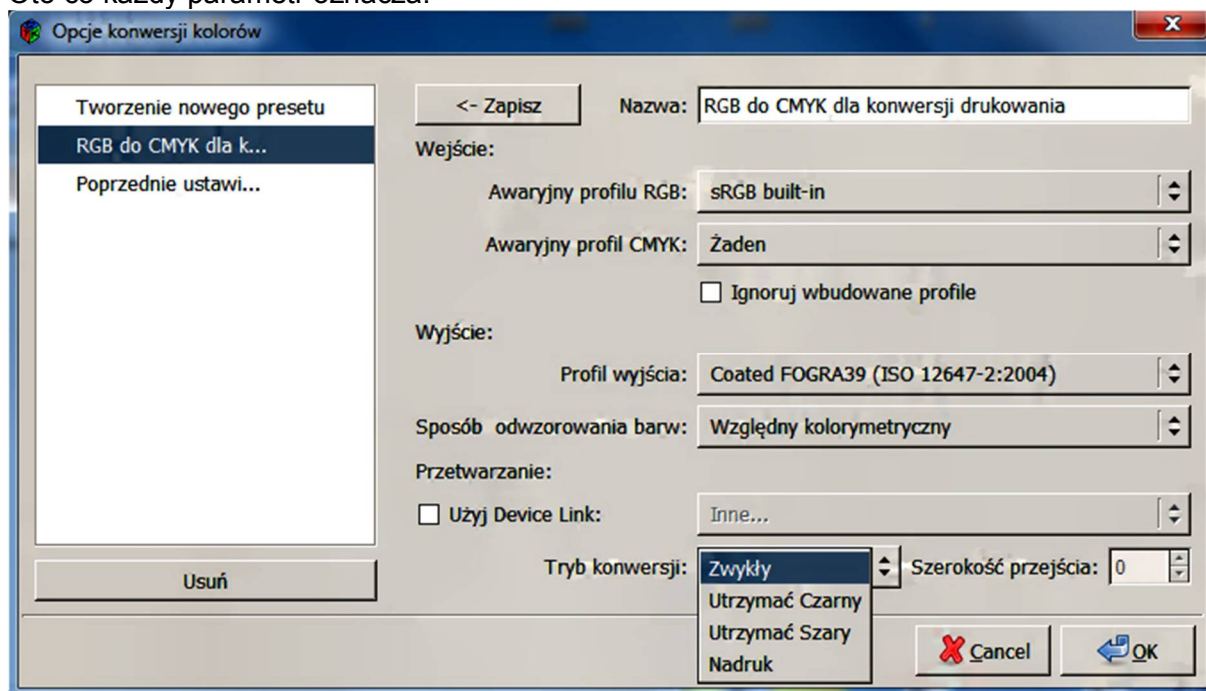 Opcje konwersji kolorów
Tworzenie nowego presetu
RGB do CMYK dla k...
Poprzednie ustawi...
Usuń
<- Zapisz Nazwa: RGB do CMYK dla konwersji drukowania
Wejście:
Awaryjny profilu RGB: sRGB built-in
Awaryjny profil CMYK: Żaden
Ignoruj wbudowane profile
Wyjście:
Profil wyjścia: Coated FOGRA39 (ISO 12647-2:2004)
Sposób odwzorowania barw: Względny kolorymetryczny
Przetwarzanie:
Użyj Device Link: Inne...
Tryb konwersji: Zwykły Szerokość przejścia: 0
Utrzymać Czarny
Utrzymać Szary
Nadruk
Cancel OK